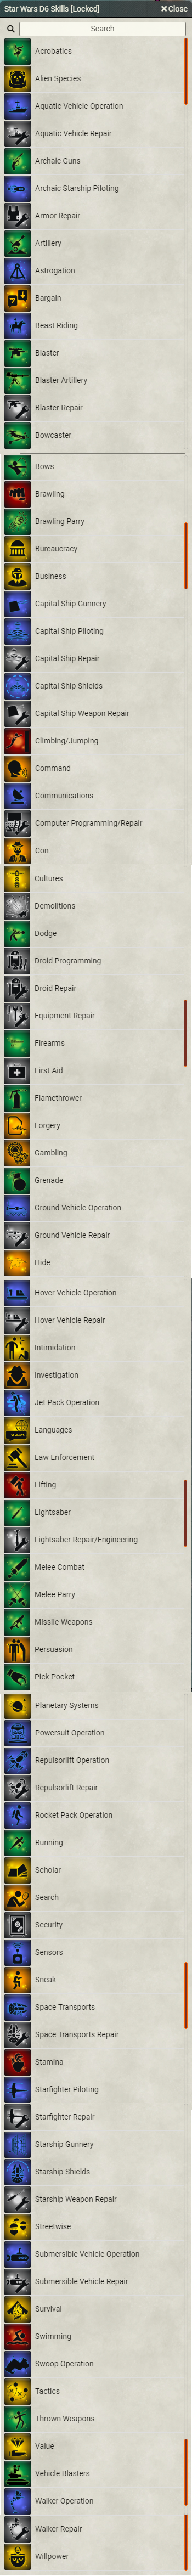 Star Wars D6 Skills [Locked] Close
Search
Acrobatics
Alien Species
Aquatic Vehicle Operation
Aquatic Vehicle Repair
Archaic Guns
Archaic Starship Piloting
Armor Repair
Artillery
Astrogation
Bargain
Beast Riding
Blaster
Blaster Artillery
Blaster Repair
Bowcaster
Bows
Brawling
Brawling Parry
Bureaucracy
Business
Capital Ship Gunnery
Capital Ship Piloting
Capital Ship Repair
Capital Ship Shields
Capital Ship Weapon Repair
Climbing/Jumping
Command
Communications
Computer Programming/Repair
Con
Cultures
Demolitions
Dodge
Droid Programming
Droid Repair
Equipment Repair
Firearms
First Aid
Flamethrower
Forgery
Gambling
Grenade
Ground Vehicle Operation
Ground Vehicle Repair
Hide
Hover Vehicle Operation
Hover Vehicle Repair
Intimidation
Investigation
Jet Pack Operation
Languages
Law Enforcement
Lifting
Lightsaber
Lightsaber Repair/Engineering
Melee Combat
Melee Parry
Missile Weapons
Persuasion
Pick Pocket
Planetary Systems
Powersuit Operation
Repulsorlift Operation
Repulsorlift Repair
Rocket Pack Operation
Running
Scholar
Search
Security
Sensors
Sneak
Space Transports
Space Transports Repair
Stamina
Starfighter Piloting
Starfighter Repair
Starship Gunnery
Starship Shields
Starship Weapon Repair
Streetwise
Submersible Vehicle Operation
Submersible Vehicle Repair
Survival
Swimming
Swoop Operation
Tactics
Thrown Weapons
Value
Vehicle Blasters
Walker Operation
Walker Repair
Willpower